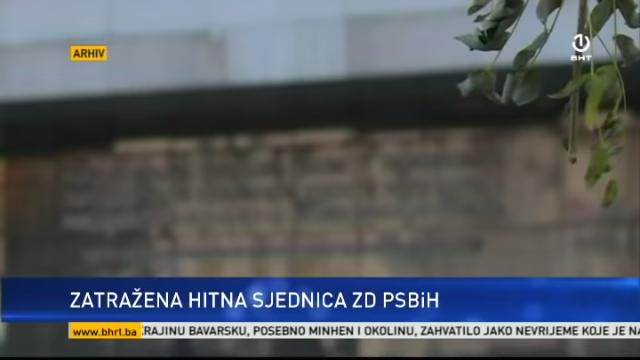 ARHIV
1
BHT
ZATRAŽENA HITNA SJEDNICA ZD PSBiH
www.bhrt.ba RAJINU BAVARSKU, POSEBNO MINHEN I OKOLINU, ZAHVATILO JAKO NEVRIJEME KOJE JE NA